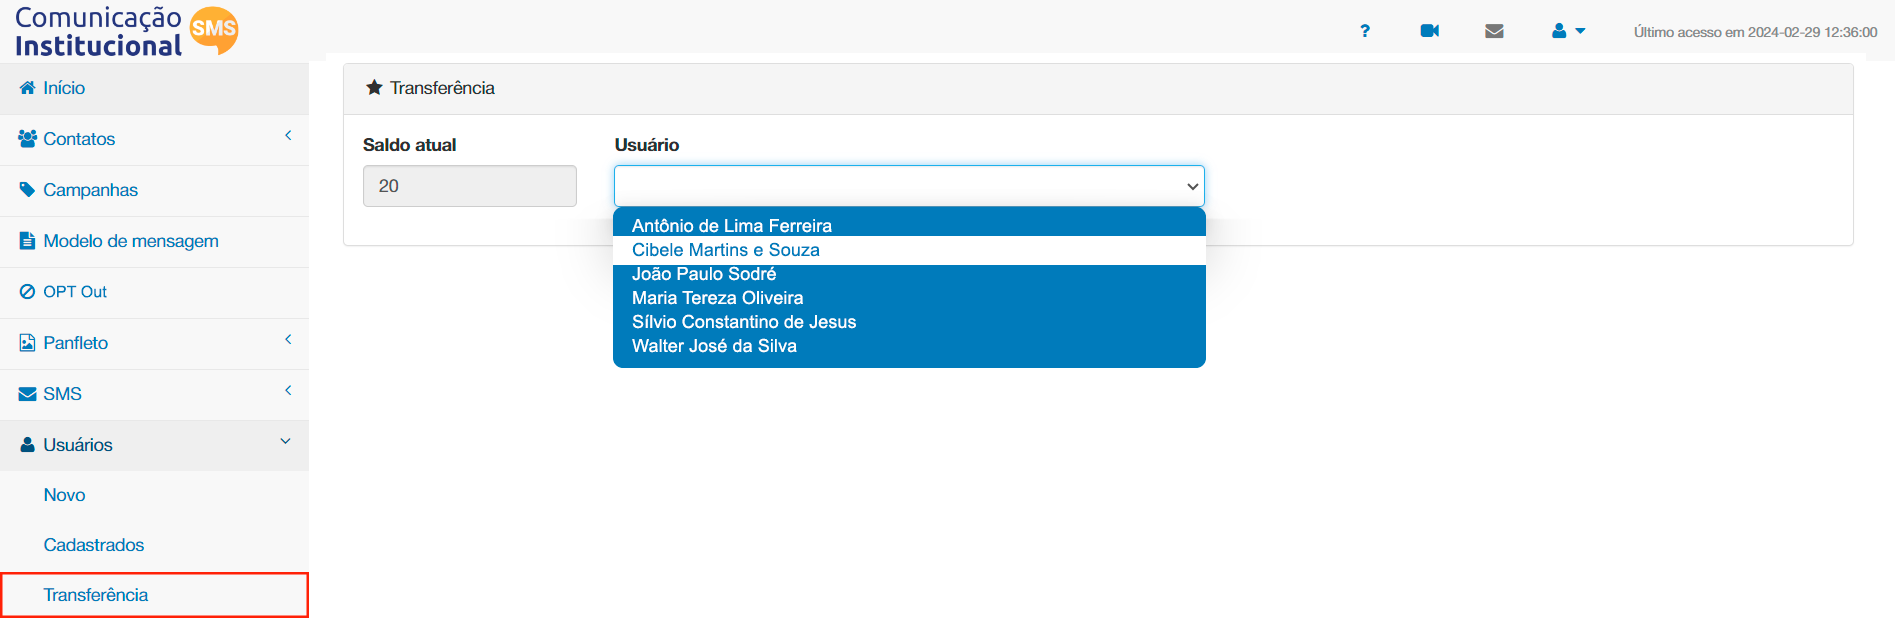 Comunicação
Institucional
SMS
?
Último acesso em 2024-02-29 12:36:00
Início
Contatos
Campanhas
Modelo de mensagem
OPT Out
Panfleto
SMS
Usuários
Novo
Cadastrados
Transferência
Transferência
Saldo atual
20
Usuário
Antônio de Lima Ferreira
Cibele Martins e Souza
João Paulo Sodré
Maria Tereza Oliveira
Sílvio Constantino de Jesus
Walter José da Silva